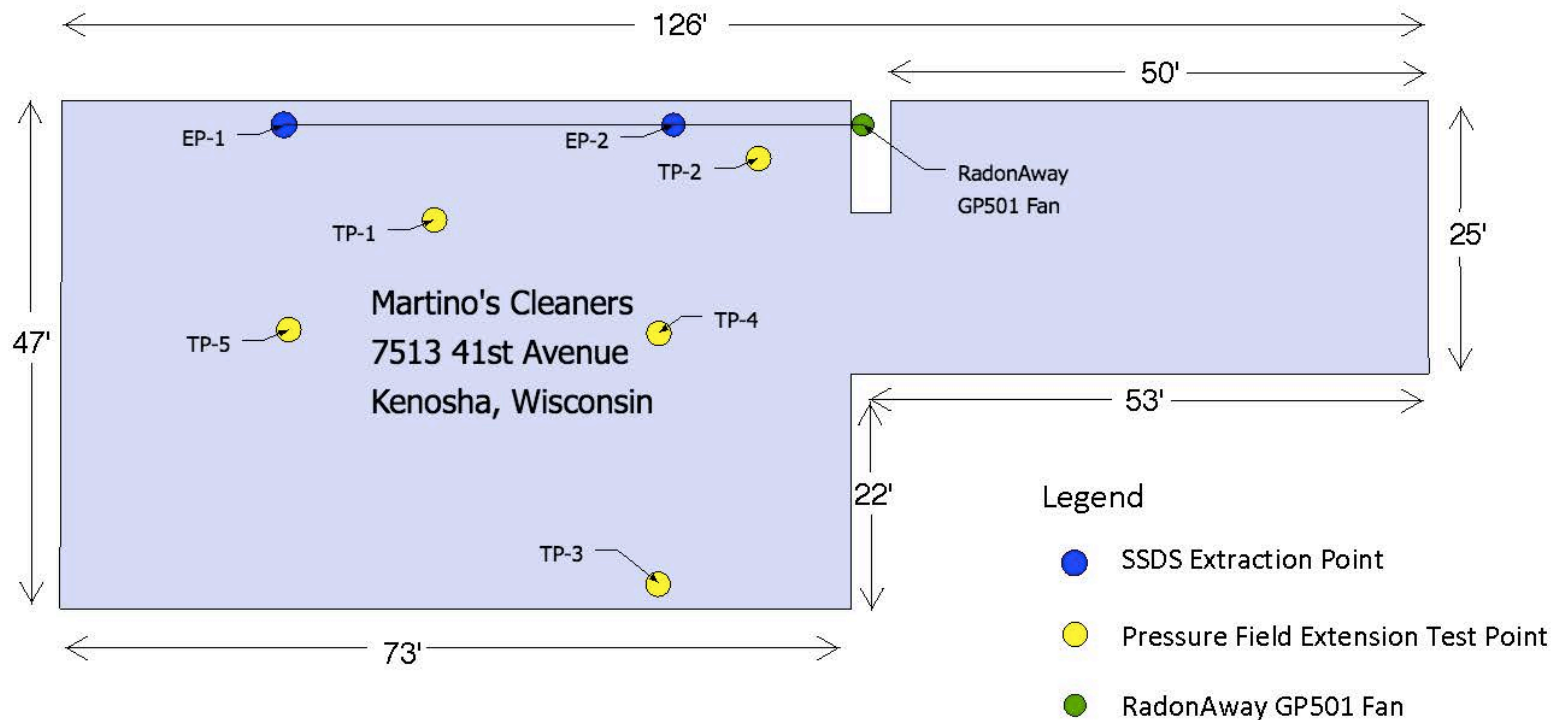 126'
50'
EP-1
EP-2
TP-2
RadonAway
GP501 Fan
TP-1
25'
Martino's Cleaners
7513 41st Avenue
Kenosha, Wisconsin
TP-4
TP-5
47'
53'
22'
Legend
SSDS Extraction Point
TP-3
Pressure Field Extension Test Point
73'
RadonAway GP501 Fan